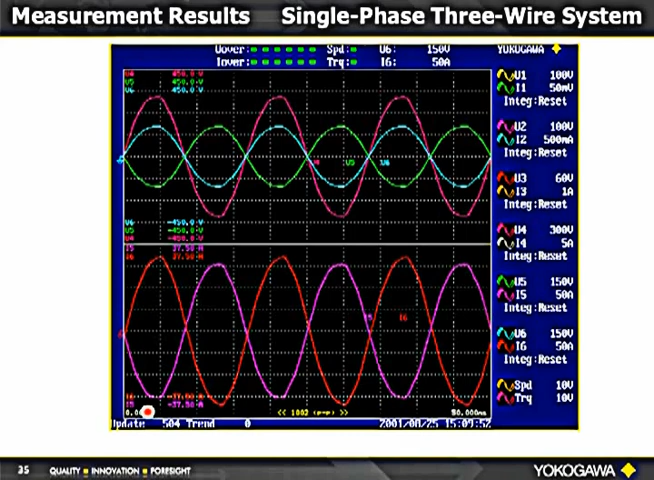 Measurement Results Single-Phase Three-Wire System
Uover: Spd: U6: 150V YOKOGAWA
Iover: Trq: I6: 50A
U4 450.0 V
U5 450.0 V
U6 450.0 V
U1 100V
I1 50mV
Integ:Reset
U2 100V
I2 500mA
Integ:Reset
U3 60V
I3 1A
Integ:Reset
U4 300V
I4 5A
Integ:Reset
U5 150V
I5 50A
Integ:Reset
U6 150V
I6 50A
Integ:Reset
Spd 10V
Trq 10V
U5 U6
U6 -450.0 V
U5 -450.0 V
U4 -450.0 V
I5 37.50 A
I6 37.50 A
I5 I6
I6 -37.50 A
I5 -37.50 A
<< 1002 (p-p) >>
Update 504 Trend 0 2001/08/25 15:09:52
35 QUALITY INNOVATION FORESIGHT YOKOGAWA